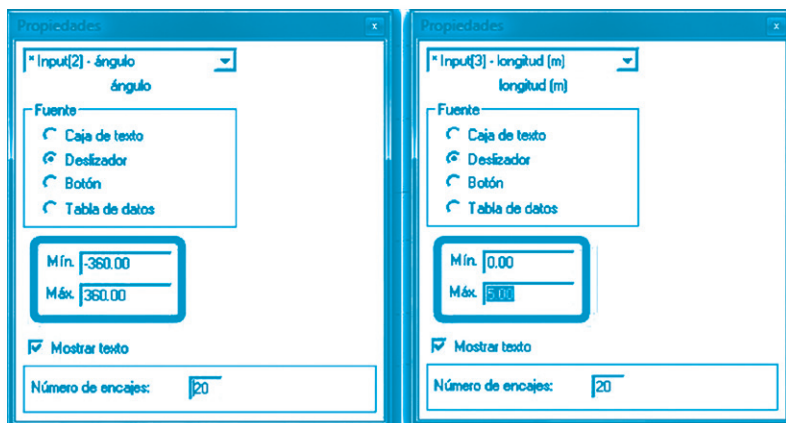 Propiedades x
* Input[2] - ángulo
ángulo
Fuente
Caja de texto
Deslizador
Botón
Tabla de datos
Mín. -360.00
Máx. 360.00
Mostrar texto
Número de encajes: 20
Propiedades x
* Input[3] - longitud (m)
longitud (m)
Fuente
Caja de texto
Deslizador
Botón
Tabla de datos
Mín. 0.00
Máx. 5.00
Mostrar texto
Número de encajes: 20